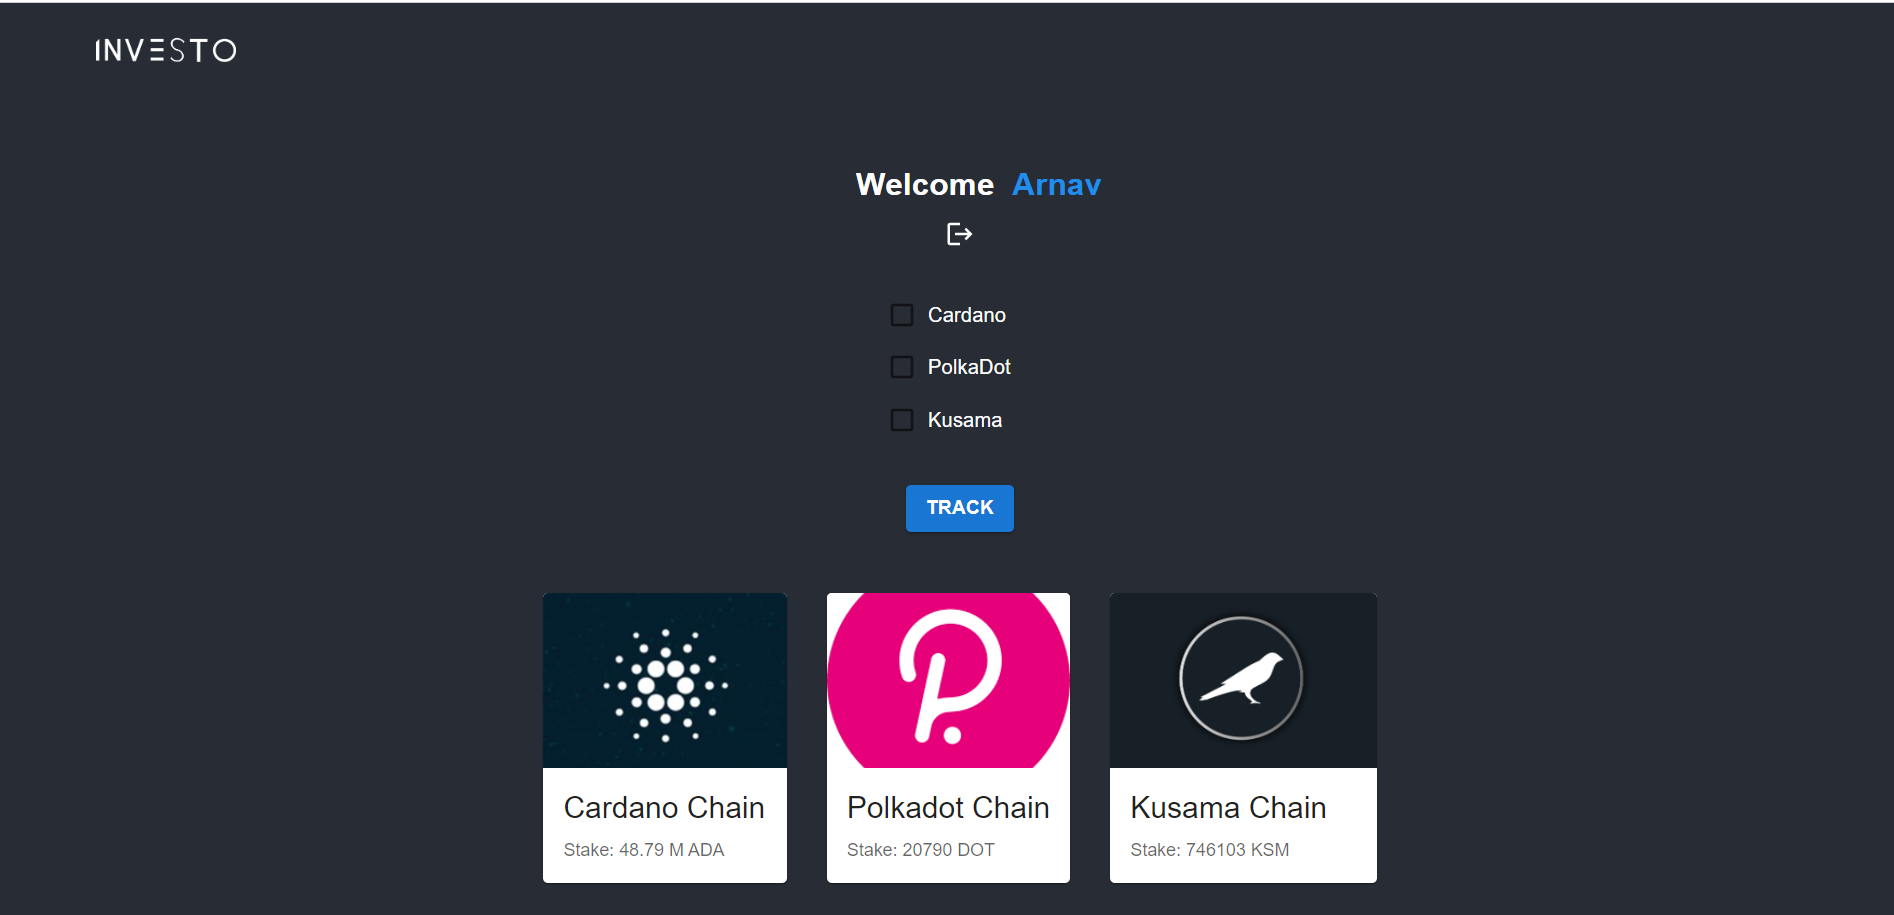 INVESTO
Welcome Arnav
Cardano
PolkaDot
Kusama
TRACK
Cardano Chain
Stake: 48.79 M ADA
Polkadot Chain
Stake: 20790 DOT
Kusama Chain
Stake: 746103 KSM